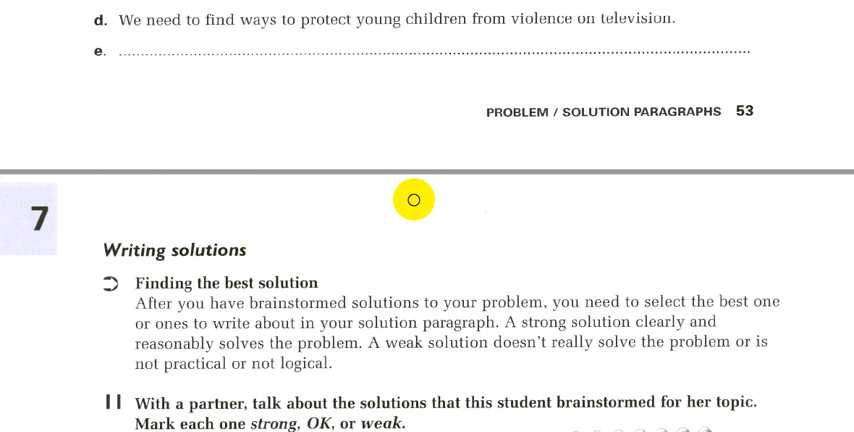 d. We need to find ways to protect young children from violence on television.
e. ........................................................................
PROBLEM / SOLUTION PARAGRAPHS 53
7
Writing solutions
Finding the best solution
After you have brainstormed solutions to your problem, you need to select the best one
or ones to write about in your solution paragraph. A strong solution clearly and
reasonably solves the problem. A weak solution doesn't really solve the problem or is
not practical or not logical.
11 With a partner, talk about the solutions that this student brainstormed for her topic.
Mark each one strong, OK, or weak.